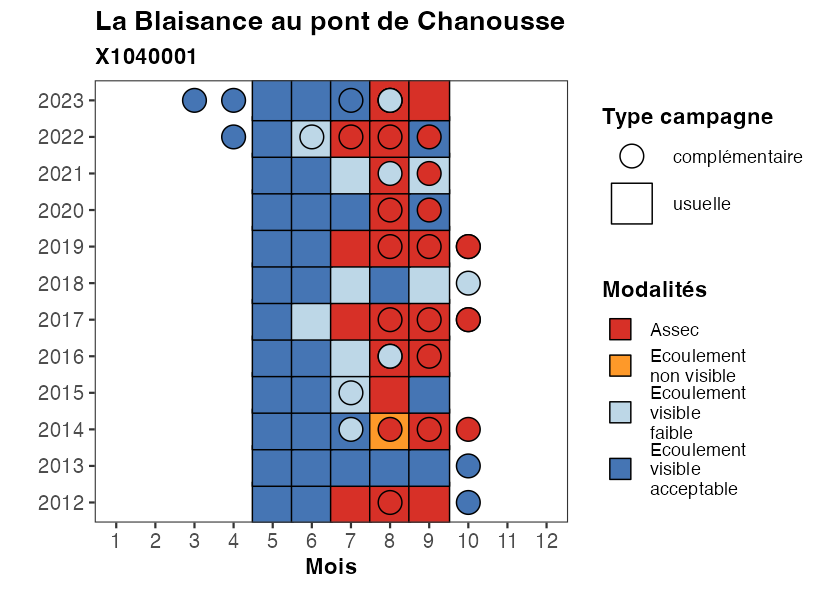 La Blaisance au pont de Chanousse
X1040001
2023
2022
2021
2020
2019
2018
2017
2016
2015
2014
2013
2012
1 2 3 4 5 6 7 8 9 10 11 12
Mois
Type campagne
complémentaire
usuelle
Modalités
Assec
Ecoulement
non visible
Ecoulement
visible
faible
Ecoulement
visible
acceptable